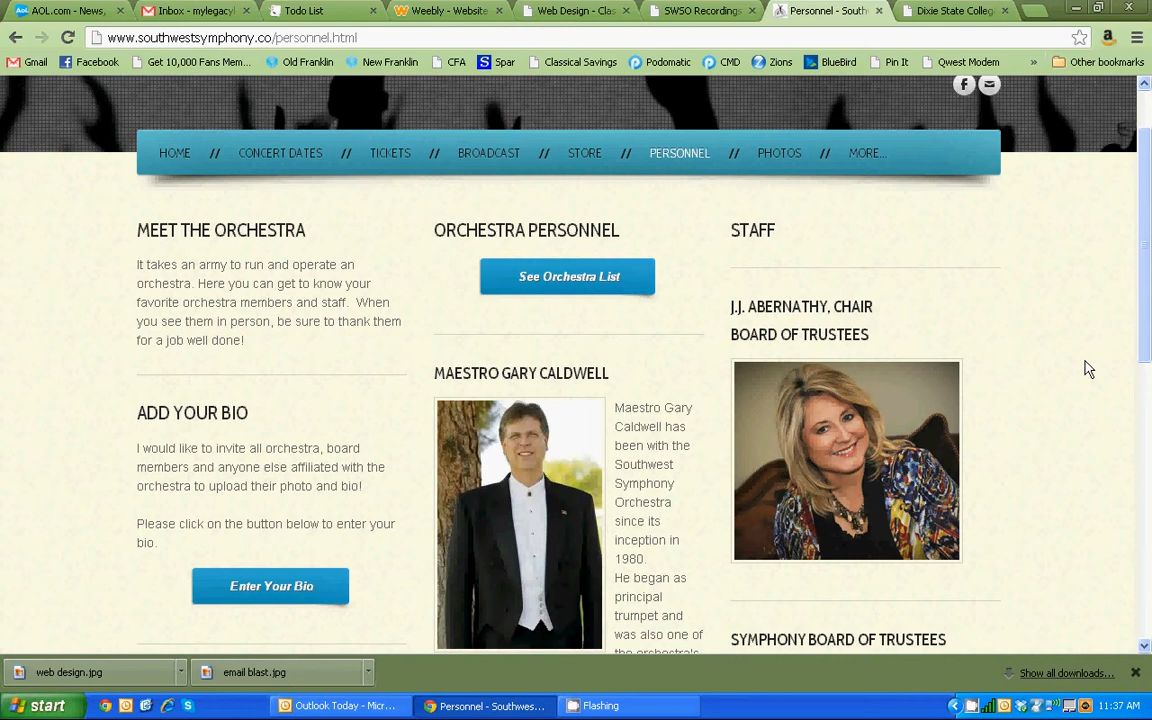 AOL.com - News,
Inbox - mylegacy
Todo List
Weebly - Website
Web Design - Clas
SWSO Recordings
Personnel - South
Dixie State Colleg
www.southwestsymphony.co/personnel.html
Gmail
Facebook
Get 10,000 Fans Mem...
Old Franklin
New Franklin
CFA
Spar
Classical Savings
Podomatic
CMD
Zions
BlueBird
Pin It
Qwest Modem
»
Other bookmarks
HOME // CONCERT DATES // TICKETS // BROADCAST // STORE // PERSONNEL // PHOTOS // MORE...
MEET THE ORCHESTRA
It takes an army to run and operate an
orchestra. Here you can get to know your
favorite orchestra members and staff. When
you see them in person, be sure to thank them
for a job well done!
ADD YOUR BIO
I would like to invite all orchestra, board
members and anyone else affiliated with the
orchestra to upload their photo and bio!
Please click on the button below to enter your
bio.
Enter Your Bio
ORCHESTRA PERSONNEL
See Orchestra List
MAESTRO GARY CALDWELL
Maestro Gary
Caldwell has
been with the
Southwest
Symphony
Orchestra
since its
inception in
1980.
He began as
principal
trumpet and
was also one of
the orchestra's
STAFF
J.J. ABERNATHY, CHAIR
BOARD OF TRUSTEES
SYMPHONY BOARD OF TRUSTEES
web design.jpg
email blast.jpg
Show all downloads...
start
Outlook Today - Micr...
Personnel - Southwes...
Flashing
11:37 AM